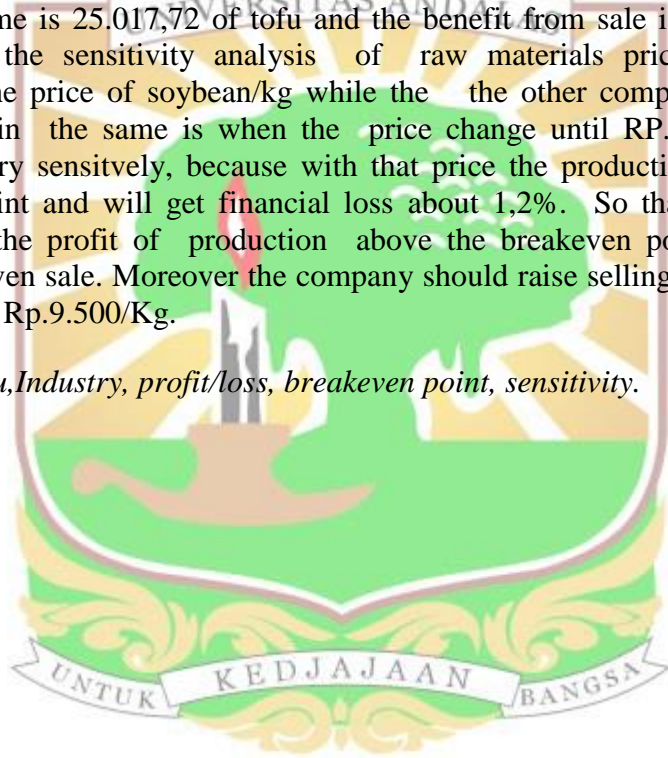 me is 25.017,72 of tofu and the benefit from sale i
the sensitivity analysis of raw materials pric
e price of soybean/kg while the the other comp
in the same is when the price change until RP.
ry sensitvely, because with that price the producti
int and will get financial loss about 1,2%. So tha
the profit of production above the breakeven po
ven sale. Moreover the company should raise selling
Rp.9.500/Kg.
u,Industry, profit/loss, breakeven point, sensitivity.
UNIVERSITAS ANDALAS
UNTUK KEDJAJAAN BANGSA